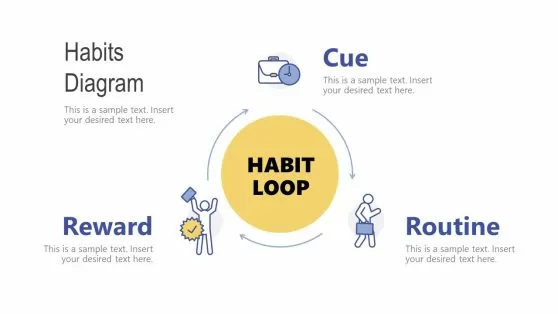 Habits
Diagram
This is a sample text. Insert
your desired text here.
Cue
This is a sample text. Insert
your desired text here.
HABIT
LOOP
Reward
This is a sample text. Insert
your desired text here.
Routine
This is a sample text. Insert
your desired text here.